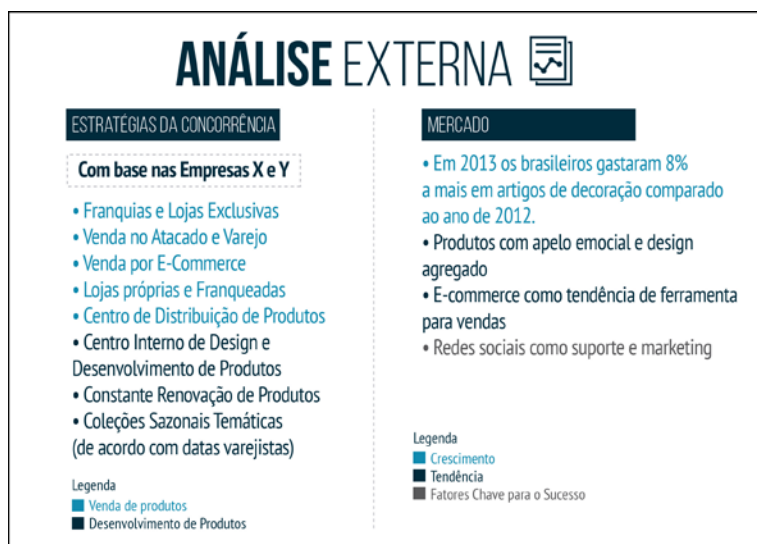 ANÁLISE EXTERNA
ESTRATÉGIAS DA CONCORRÊNCIA
Com base nas Empresas X e Y
• Franquias e Lojas Exclusivas
• Venda no Atacado e Varejo
• Venda por E-Commerce
• Lojas próprias e Franqueadas
• Centro de Distribuição de Produtos
• Centro Interno de Design e
Desenvolvimento de Produtos
• Constante Renovação de Produtos
• Coleções Sazonais Temáticas
(de acordo com datas varejistas)
Legenda
Venda de produtos
Desenvolvimento de Produtos
MERCADO
• Em 2013 os brasileiros gastaram 8%
a mais em artigos de decoração comparado
ao ano de 2012.
• Produtos com apelo emocial e design
agregado
• E-commerce como tendência de ferramenta
para vendas
• Redes sociais como suporte e marketing
Legenda
Crescimento
Tendência
Fatores Chave para o Sucesso